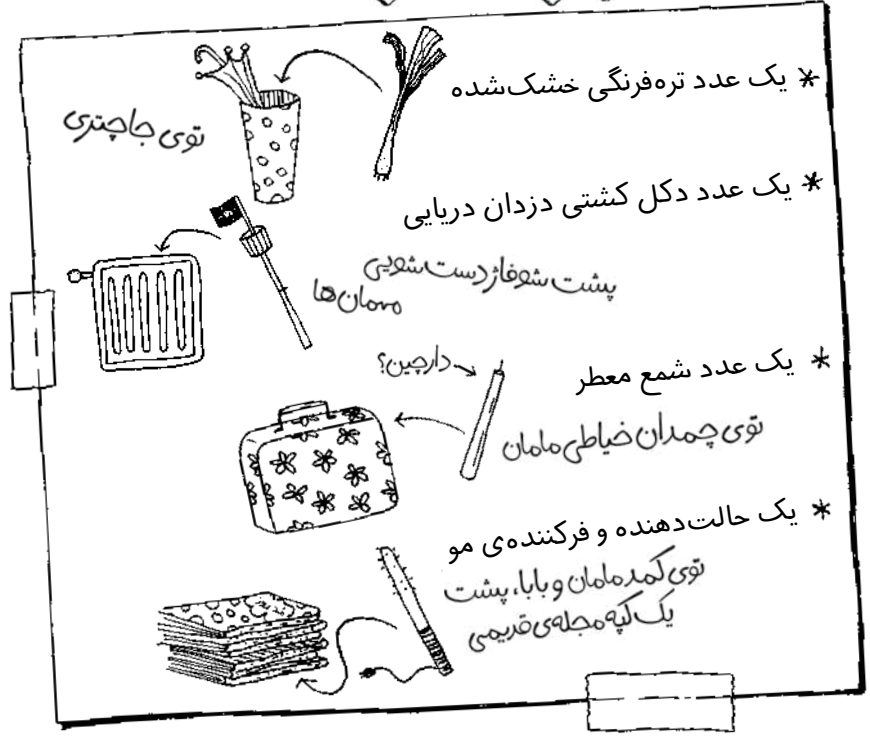 * یک عدد تره‌فرنگی خشک‌شده
توی جاچتری
* یک عدد دکل کشتی دزدان دریایی
پشت شوفاژ دست‌شویی
مهمان‌ها
* یک عدد شمع معطر
دارچین؟
توی چمدان خیاطی مامان
* یک حالت‌دهنده و فرکننده‌ی مو
توی کمد مامان و بابا، پشت
یک کپه مجله‌ی قدیمی